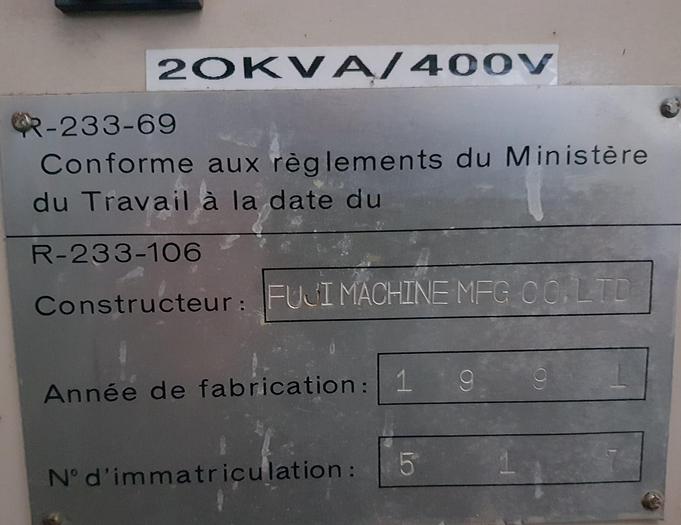 20KVA/400V
R-233-69
Conforme aux règlements du Ministère
du Travail à la date du
R-233-106
Constructeur: FUJI MACHINE MFG CO. LTD
Année de fabrication: 1 9 9 1
N° d'immatriculation: 5 1 7